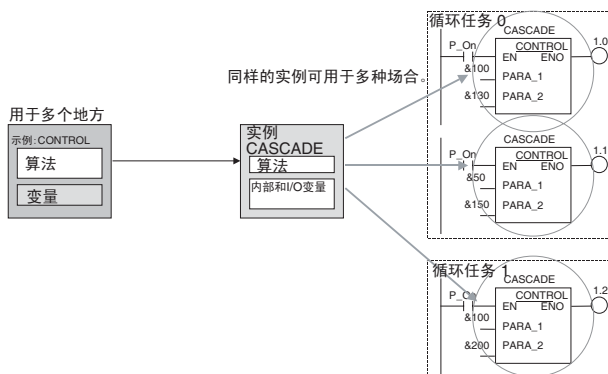 用于多个地方
示例:CONTROL
算法
变量
实例
CASCADE
算法
内部和I/O变量
同样的实例可用于多种场合。
循环任务 0
CASCADE
P_On
CONTROL
1.0
EN ENO
&100
PARA_1
&130
PARA_2
CASCADE
P_On
CONTROL
1.1
EN ENO
&50
PARA_1
&150
PARA_2
循环任务 1
CASCADE
P_On
CONTROL
1.2
EN ENO
&100
PARA_1
&200
PARA_2